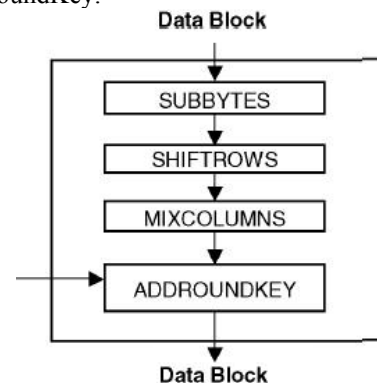 Data Block
SUBBYTES
SHIFTROWS
MIXCOLUMNS
ADDROUNDKEY
Data Block